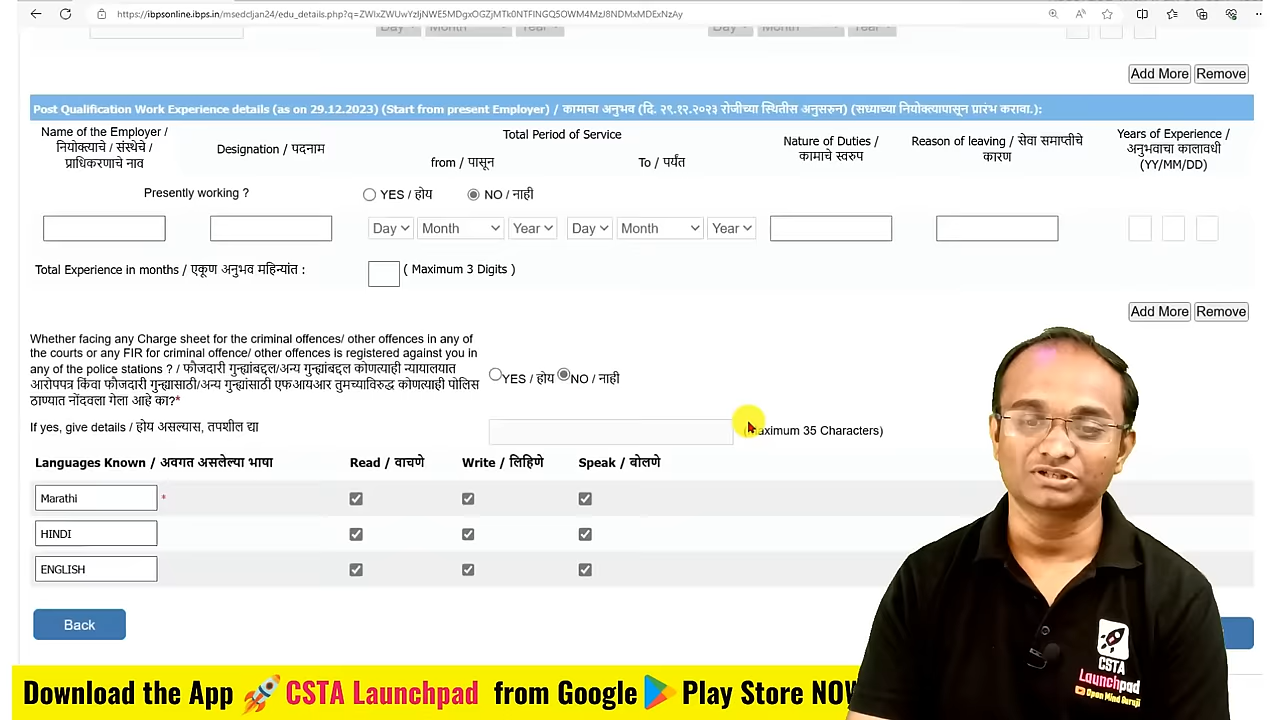 https://ibpsonline.ibps.in/msedcljan24/edu_details.php?q=
Day Month Year Day Month Year
Add More Remove
Post Qualification Work Experience details (as on 29.12.2023) (Start from present Employer) / कामाचा अनुभव (दि. २९.१२.२०२३ रोजीच्या स्थितीस अनुसरुन) (सध्याच्या नियोक्त्यापासून प्रारंभ करावा.):
Name of the Employer /
नियोक्त्याचे / संस्थेचे /
प्राधिकरणाचे नाव
Designation / पदनाम
Total Period of Service
from / पासून To / पर्यंत
Nature of Duties /
कामाचे स्वरुप
Reason of leaving / सेवा समाप्तीचे
कारण
Years of Experience /
अनुभवाचा कालावधी
(YY/MM/DD)
Presently working ? YES / होय NO / नाही
Day Month Year Day Month Year
Total Experience in months / एकूण अनुभव महिन्यांत : ( Maximum 3 Digits )
Add More Remove
Whether facing any Charge sheet for the criminal offences/ other offences in any of
the courts or any FIR for criminal offence/ other offences is registered against you in
any of the police stations ? / फौजदारी गुन्ह्यांबद्दल/अन्य गुन्ह्यांबद्दल कोणत्याही न्यायालयात
आरोपपत्र किंवा फौजदारी गुन्ह्यासाठी/अन्य गुन्ह्यांसाठी एफआयआर तुमच्याविरुद्ध कोणत्याही पोलिस
ठाण्यात नोंदवला गेला आहे का?*
YES / होय NO / नाही
If yes, give details / होय असल्यास, तपशील द्या (Maximum 35 Characters)
Languages Known / अवगत असलेल्या भाषा Read / वाचणे Write / लिहिणे Speak / बोलणे
Marathi *
HINDI
ENGLISH
Back
CSTA
Launchpad
Open Mind Guruji
Download the App CSTA Launchpad from Google Play Store NOW